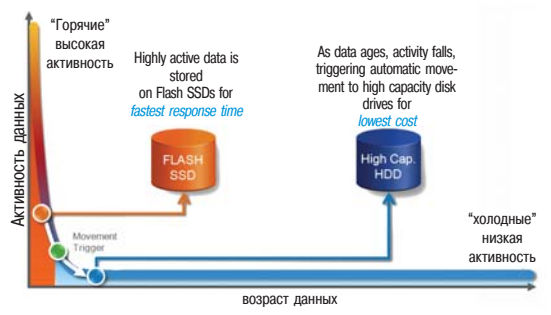 “Горячие”
высокая
активность
Highly active data is
stored
on Flash SSDs for
fastest response time
As data ages, activity falls,
triggering automatic move-
ment to high capacity disk
drives for
lowest cost
Активность данных
FLASH
SSD
High Cap.
HDD
Movement
Trigger
“холодные”
низкая
активность
возраст данных